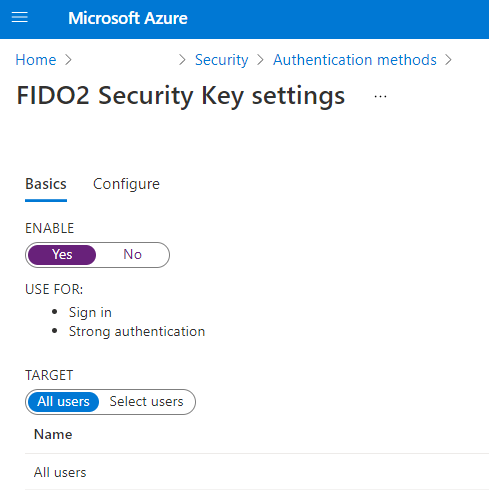 Microsoft Azure
Home > > Security > Authentication methods >
FIDO2 Security Key settings ...
Basics Configure
ENABLE
Yes No
USE FOR:
• Sign in
• Strong authentication
TARGET
All users Select users
Name
All users